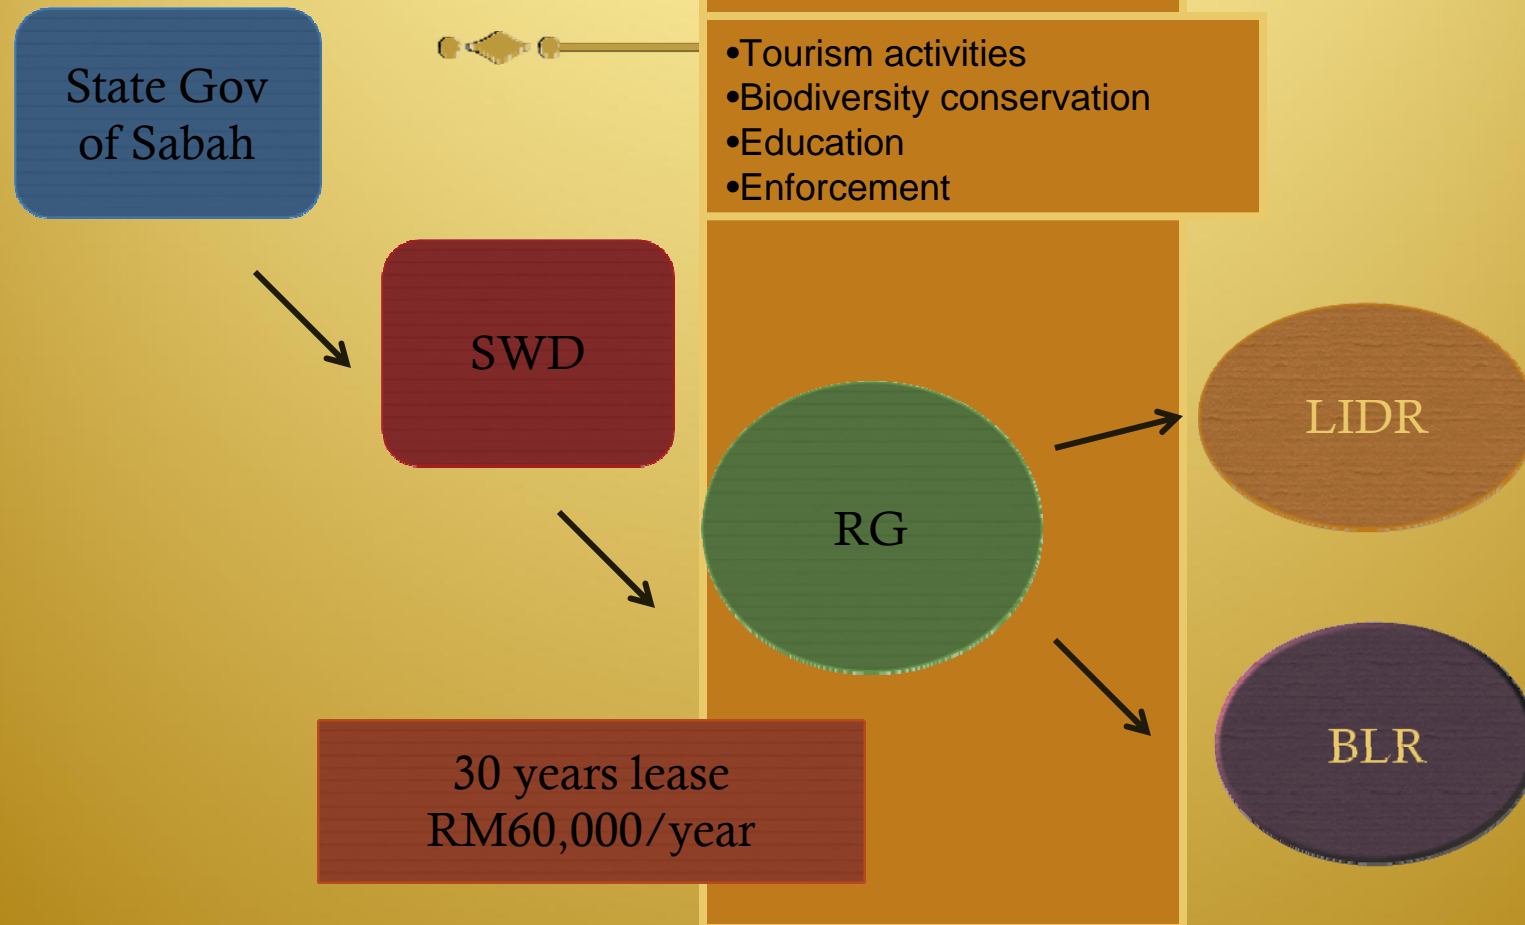 State Gov
of Sabah
•Tourism activities
•Biodiversity conservation
•Education
•Enforcement
SWD
LIDR
RG
BLR
30 years lease
RM60,000/year